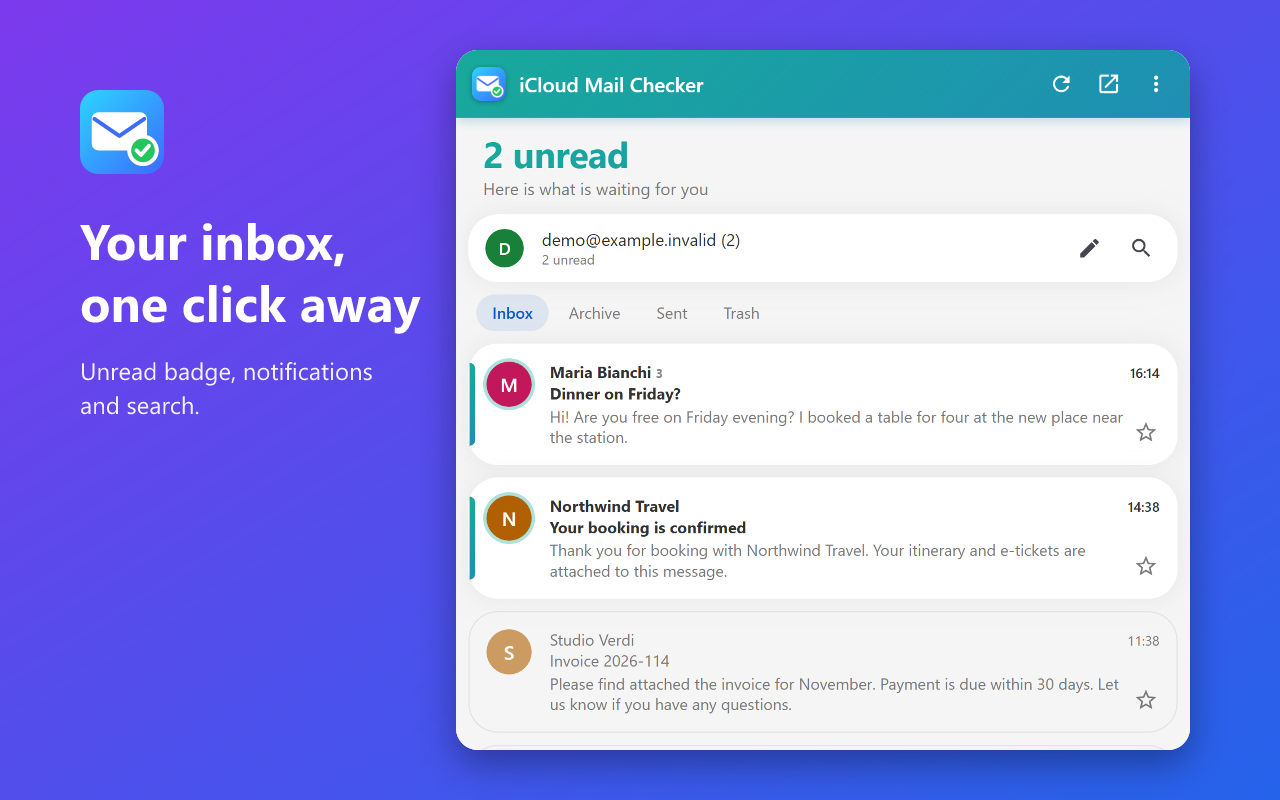 Your inbox,
one click away
Unread badge, notifications
and search.
iCloud Mail Checker
2 unread
Here is what is waiting for you
D
demo@example.invalid (2)
2 unread
Inbox
Archive
Sent
Trash
M
Maria Bianchi 3
16:14
Dinner on Friday?
Hi! Are you free on Friday evening? I booked a table for four at the new place near
the station.
N
Northwind Travel
14:38
Your booking is confirmed
Thank you for booking with Northwind Travel. Your itinerary and e-tickets are
attached to this message.
S
Studio Verdi
11:38
Invoice 2026-114
Please find attached the invoice for November. Payment is due within 30 days. Let
us know if you have any questions.